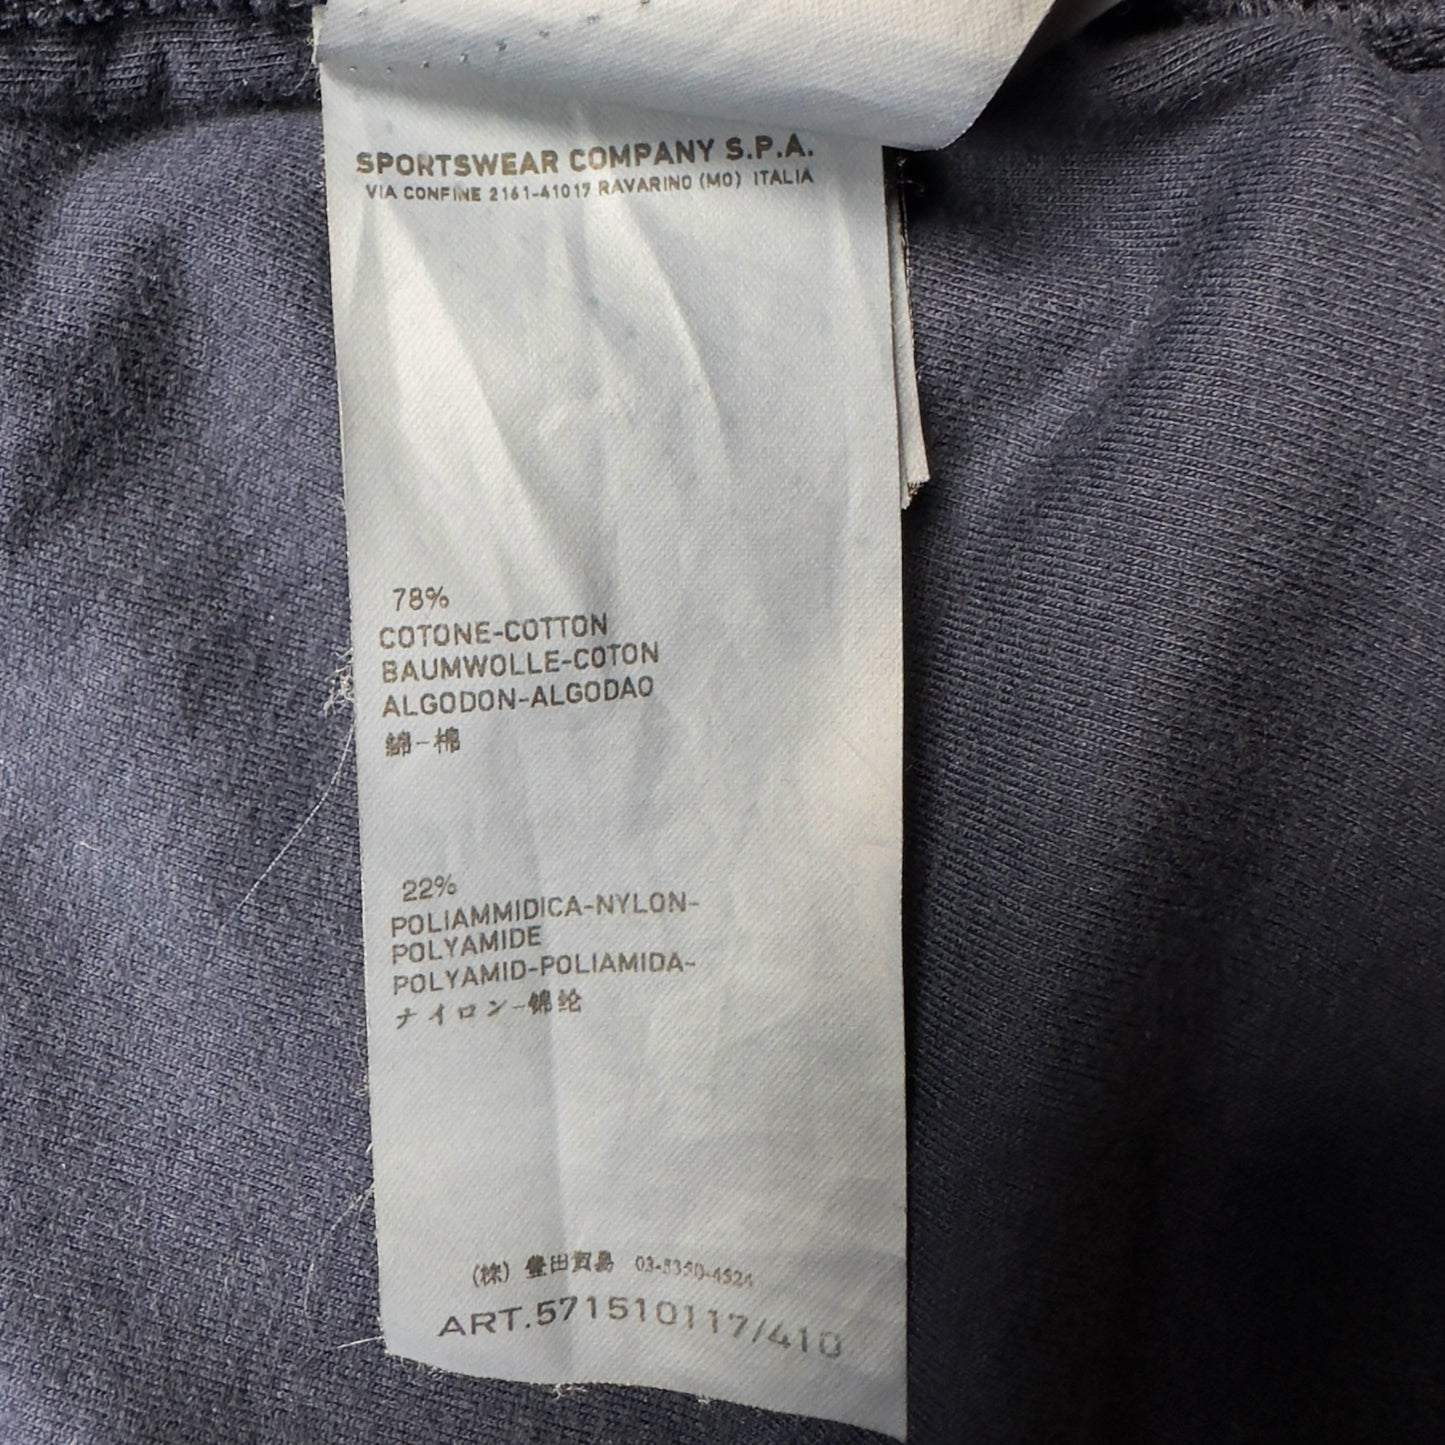 SPORTSWEAR COMPANY S.P.A.
VIA CONFINE 2161-41017 RAVARINO (MO) ITALIA
78%
COTONE-COTTON
BAUMWOLLE-COTON
ALGODON-ALGODAO
綿-棉
22%
POLIAMMIDICA-NYLON-
POLYAMIDE
POLYAMID-POLIAMIDA-
ナイロン-锦纶
(株) 豊田貿易 03-5350-4524
ART.571510117/410